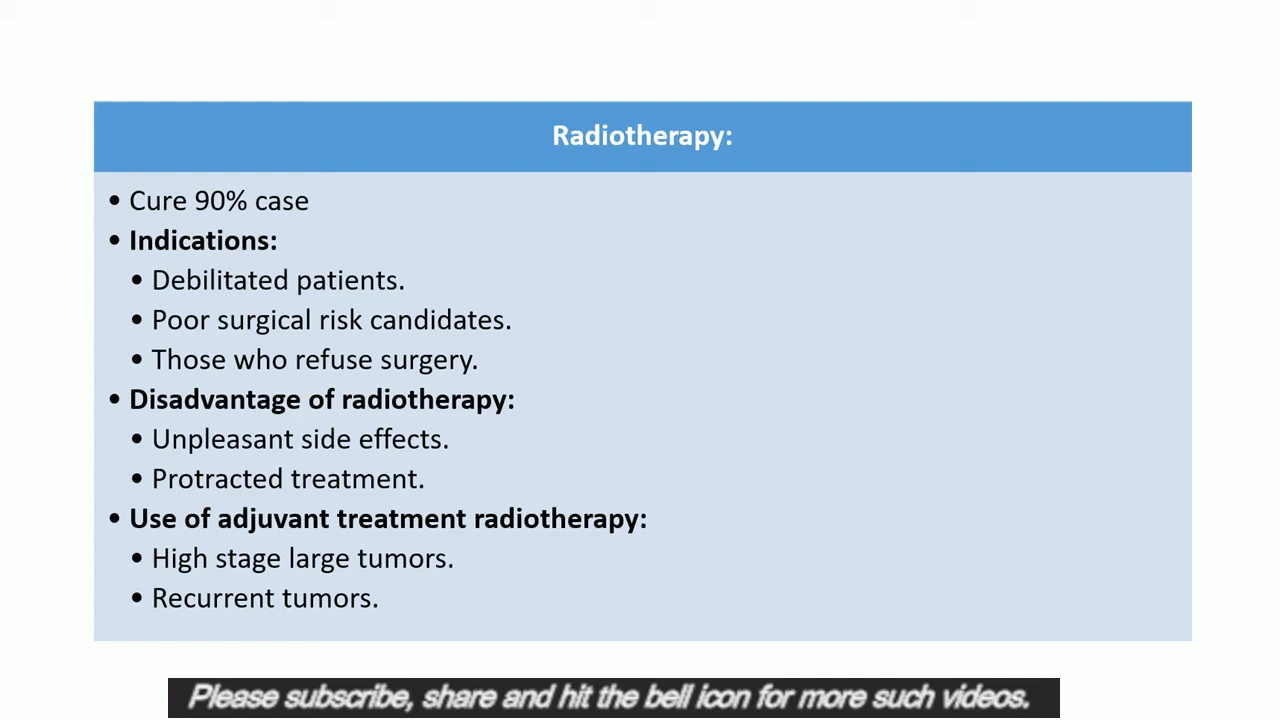 Radiotherapy:
• Cure 90% case
• Indications:
• Debilitated patients.
• Poor surgical risk candidates.
• Those who refuse surgery.
• Disadvantage of radiotherapy:
• Unpleasant side effects.
• Protracted treatment.
• Use of adjuvant treatment radiotherapy:
• High stage large tumors.
• Recurrent tumors.
Please subscribe, share and hit the bell icon for more such videos.